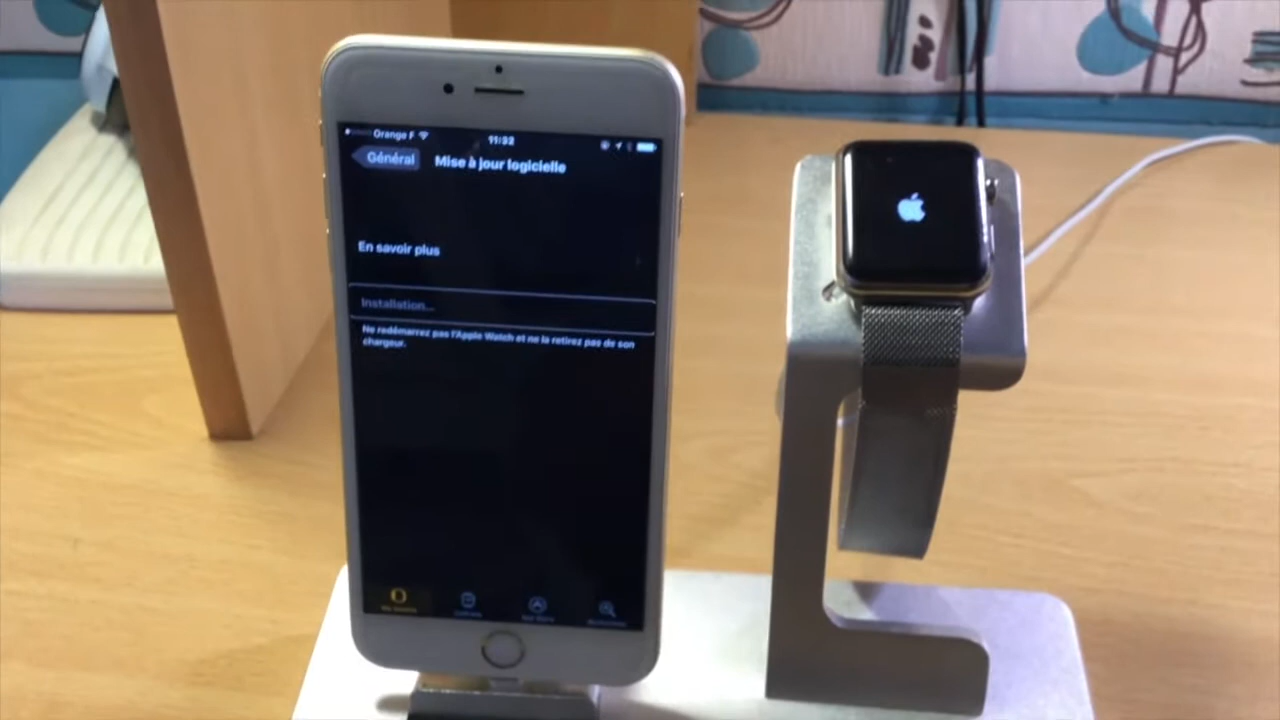 Orange F
11:32
Général
Mise à jour logicielle
En savoir plus
Installation...
Ne redémarrez pas l'Apple Watch et ne la retirez pas de son
chargeur.